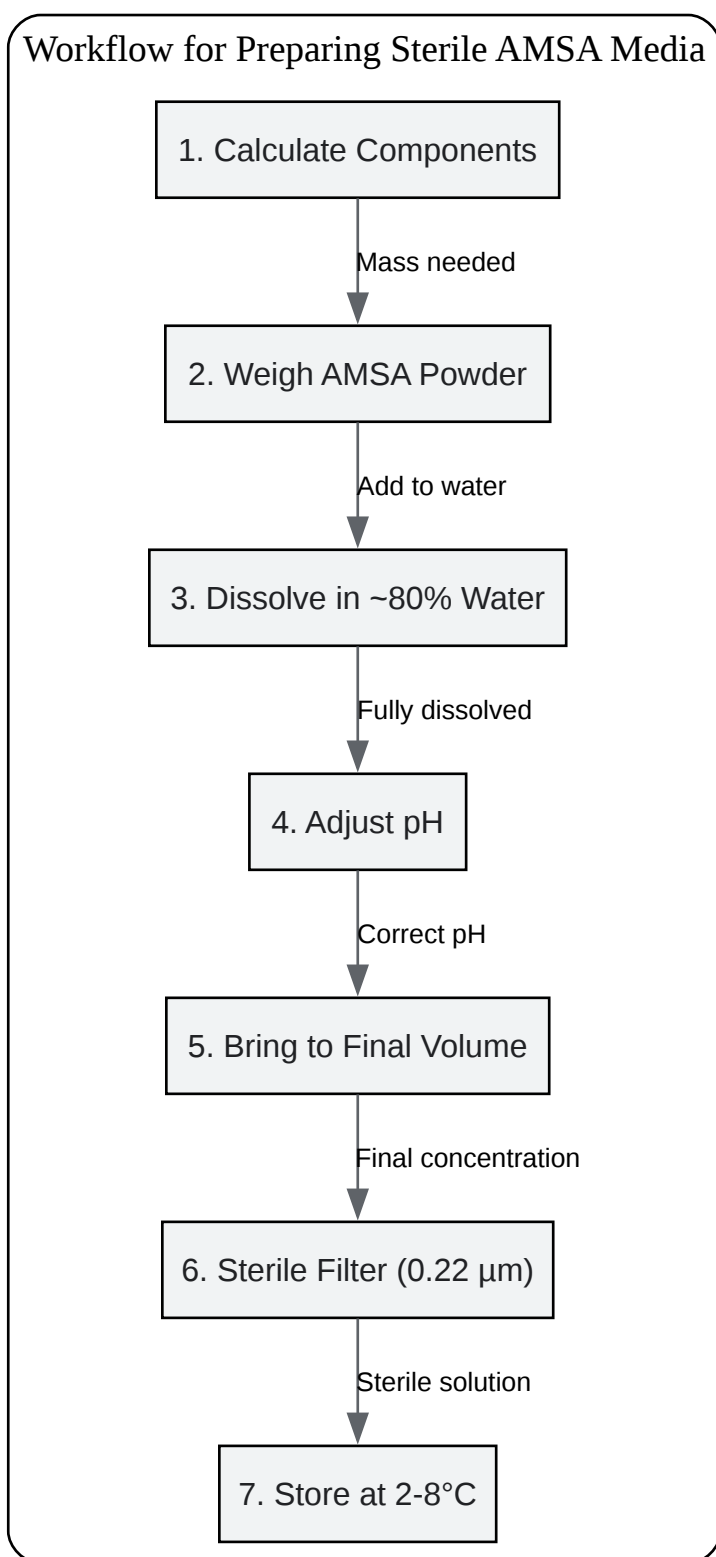 Workflow for Preparing Sterile AMSA Media
1. Calculate Components
Mass needed
2. Weigh AMSA Powder
Add to water
3. Dissolve in ~80% Water
Fully dissolved
4. Adjust pH
Correct pH
5. Bring to Final Volume
Final concentration
6. Sterile Filter (0.22 µm)
Sterile solution
7. Store at 2-8°C